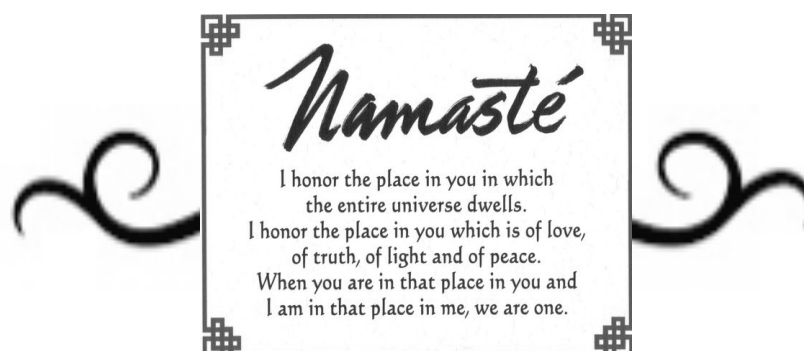 Namasté
I honor the place in you in which
the entire universe dwells.
I honor the place in you which is of love,
of truth, of light and of peace.
When you are in that place in you and
I am in that place in me, we are one.